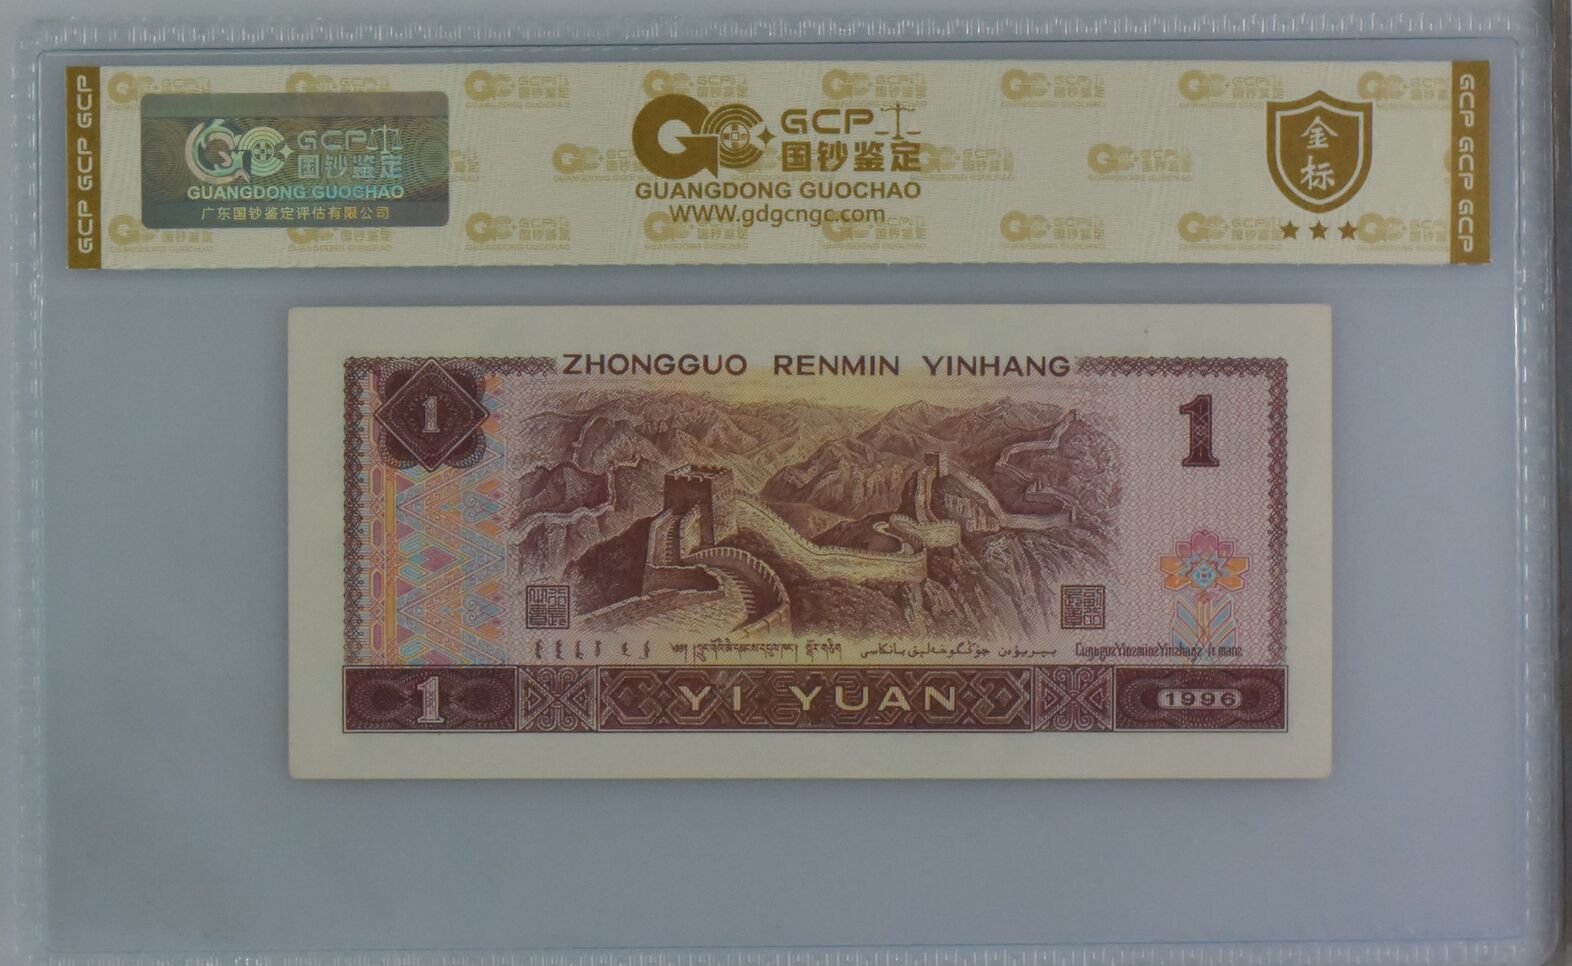 GCP GCP GCP
GCP
国钞鉴定
GUANGDONG GUOCHAO
广东国钞鉴定评估有限公司
GCP
国钞鉴定
GUANGDONG GUOCHAO
WWW.gdgcngc.com
金
标
GCP GCP GCP
ZHONGGUO RENMIN YINHANG
1
1
1
YI YUAN
1996